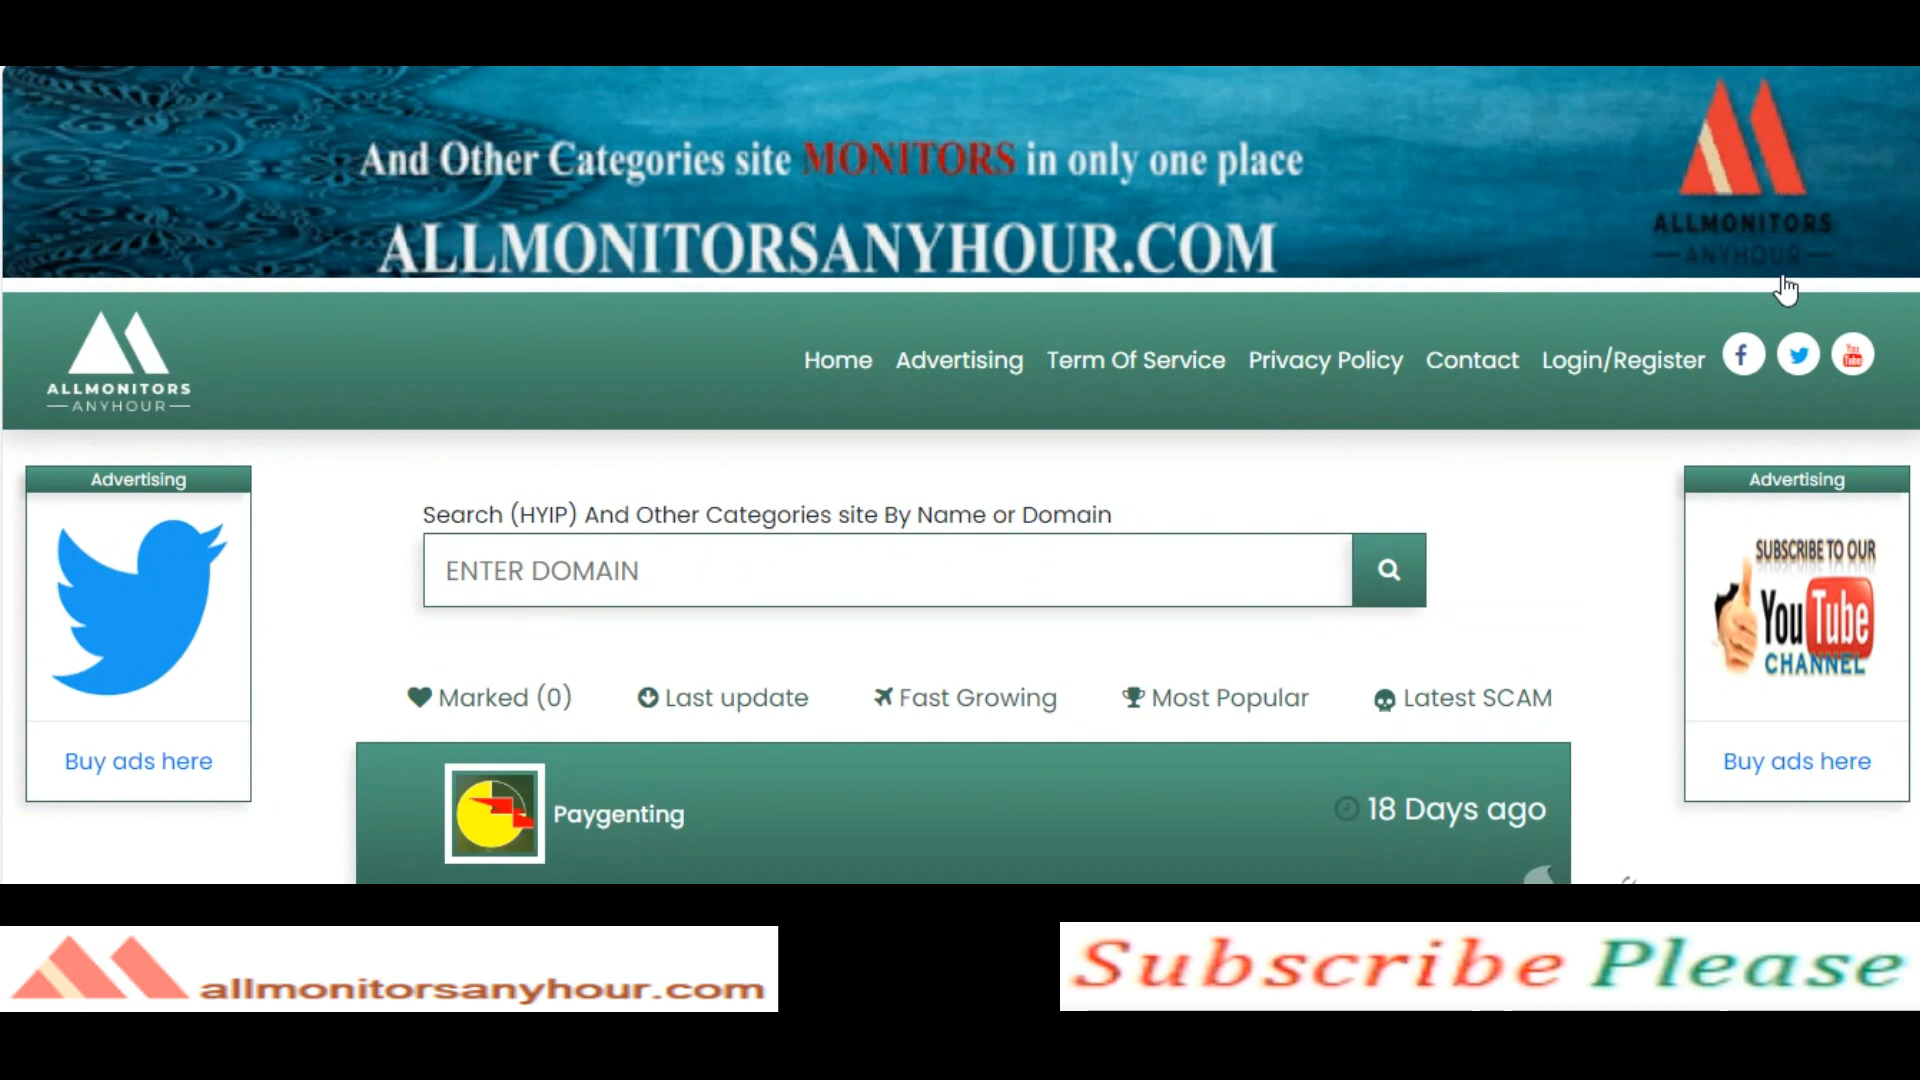 And Other Categories site MONITORS in only one place
ALLMONITORSANYHOUR.COM
ALLMONITORS
ANYHOUR
ALLMONITORS
ANYHOUR
Home Advertising Term Of Service Privacy Policy Contact Login/Register
You
Tube
Advertising
Buy ads here
Search (HYIP) And Other Categories site By Name or Domain
ENTER DOMAIN
Marked (0) Last update Fast Growing Most Popular Latest SCAM
Paygenting
18 Days ago
Advertising
SUBSCRIBE TO OUR
YouTube
CHANNEL
Buy ads here
allmonitorsanyhour.com
Subscribe Please